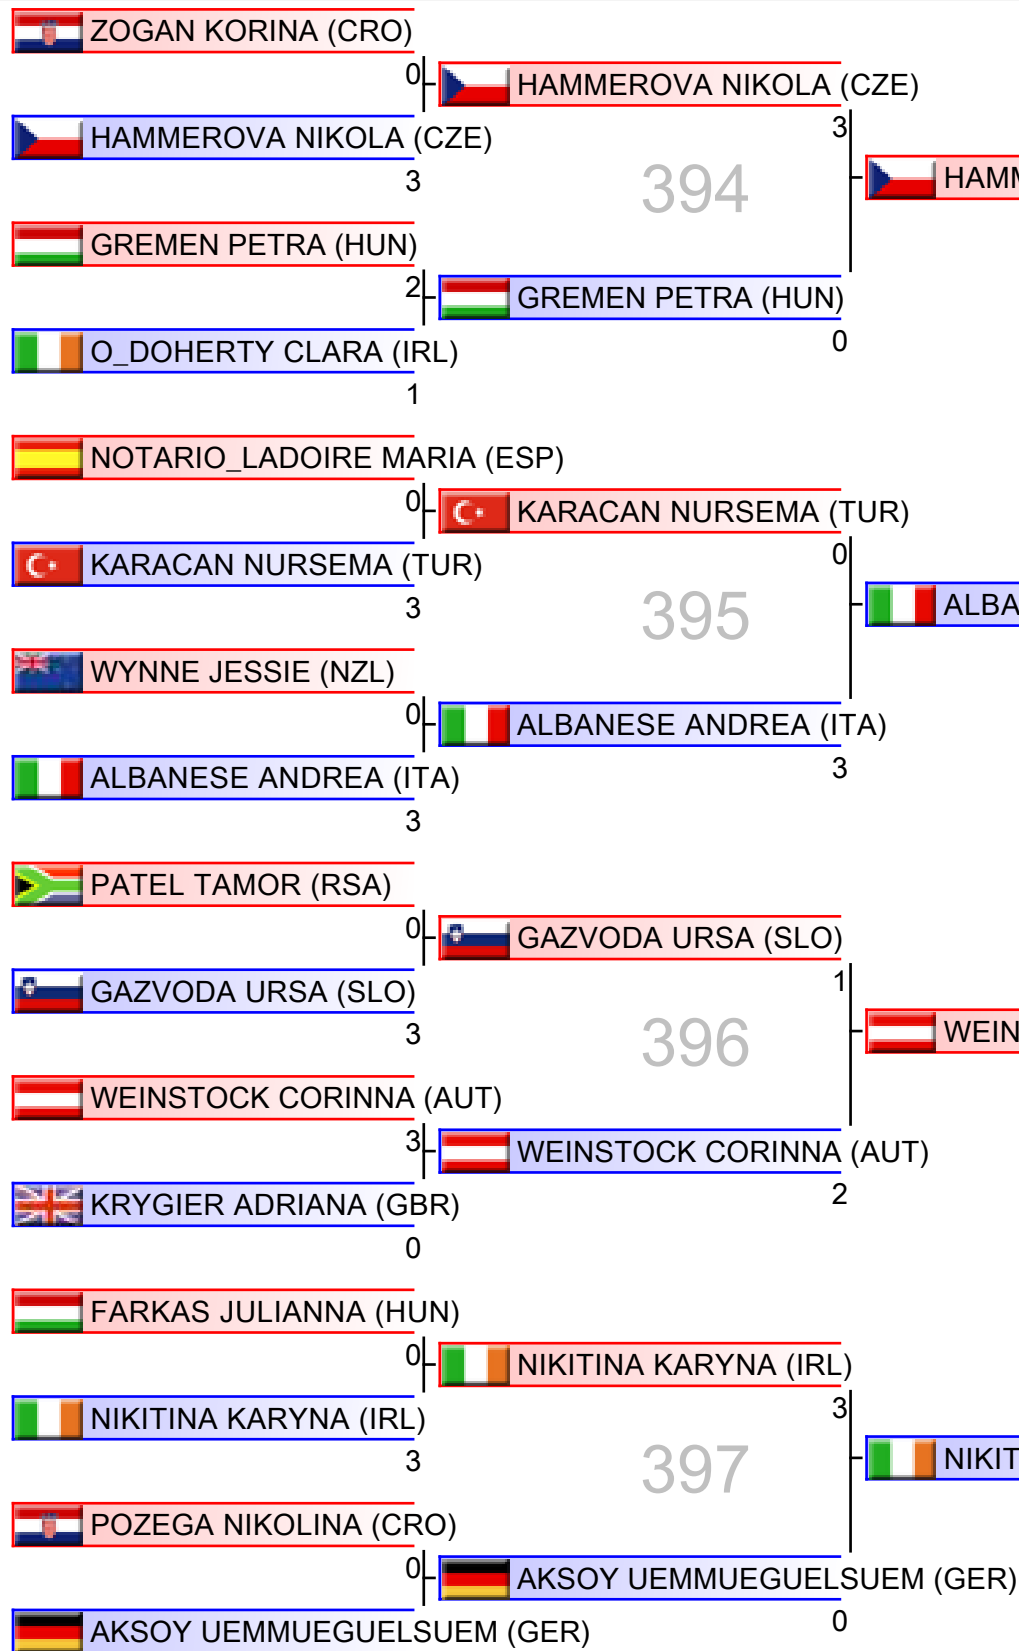 ZOGAN KORINA (CRO)
0
HAMMEROVA NIKOLA (CZE)
HAMMEROVA NIKOLA (CZE)
3
3
394
HAMM
GREMEN PETRA (HUN)
2
GREMEN PETRA (HUN)
O_DOHERTY CLARA (IRL)
0
1
NOTARIO_LADOIRE MARIA (ESP)
0
KARACAN NURSEMA (TUR)
KARACAN NURSEMA (TUR)
0
3
395
ALBA
WYNNE JESSIE (NZL)
0
ALBANESE ANDREA (ITA)
ALBANESE ANDREA (ITA)
3
3
PATEL TAMOR (RSA)
0
GAZVODA URSA (SLO)
GAZVODA URSA (SLO)
1
3
396
WEIN
WEINSTOCK CORINNA (AUT)
3
WEINSTOCK CORINNA (AUT)
KRYGIER ADRIANA (GBR)
2
0
FARKAS JULIANNA (HUN)
0
NIKITINA KARYNA (IRL)
NIKITINA KARYNA (IRL)
3
3
397
NIKIT
POZEGA NIKOLINA (CRO)
0
AKSOY UEMMUEGUELSUEM (GER)
AKSOY UEMMUEGUELSUEM (GER)
0